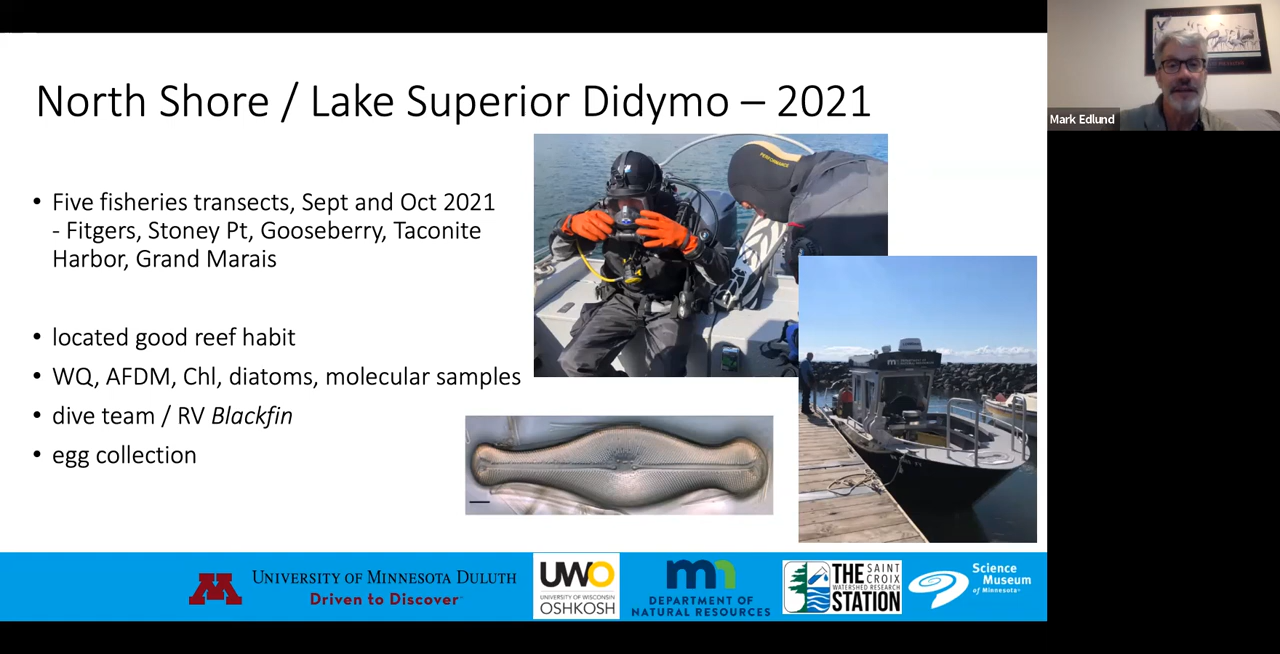 North Shore / Lake Superior Didymo – 2021
• Five fisheries transects, Sept and Oct 2021
- Fitgers, Stoney Pt, Gooseberry, Taconite
Harbor, Grand Marais
• located good reef habit
• WQ, AFDM, Chl, diatoms, molecular samples
• dive team / RV Blackfin
• egg collection
PERFORMANCE
Mark Edlund
M
UNIVERSITY OF MINNESOTA DULUTH
Driven to Discover™
UWO
UNIVERSITY OF WISCONSIN
OSHKOSH
mn
DEPARTMENT OF
NATURAL RESOURCES
THE
STATION
SAINT
CROIX
WATERSHED RESEARCH
Science
Museum
of Minnesota